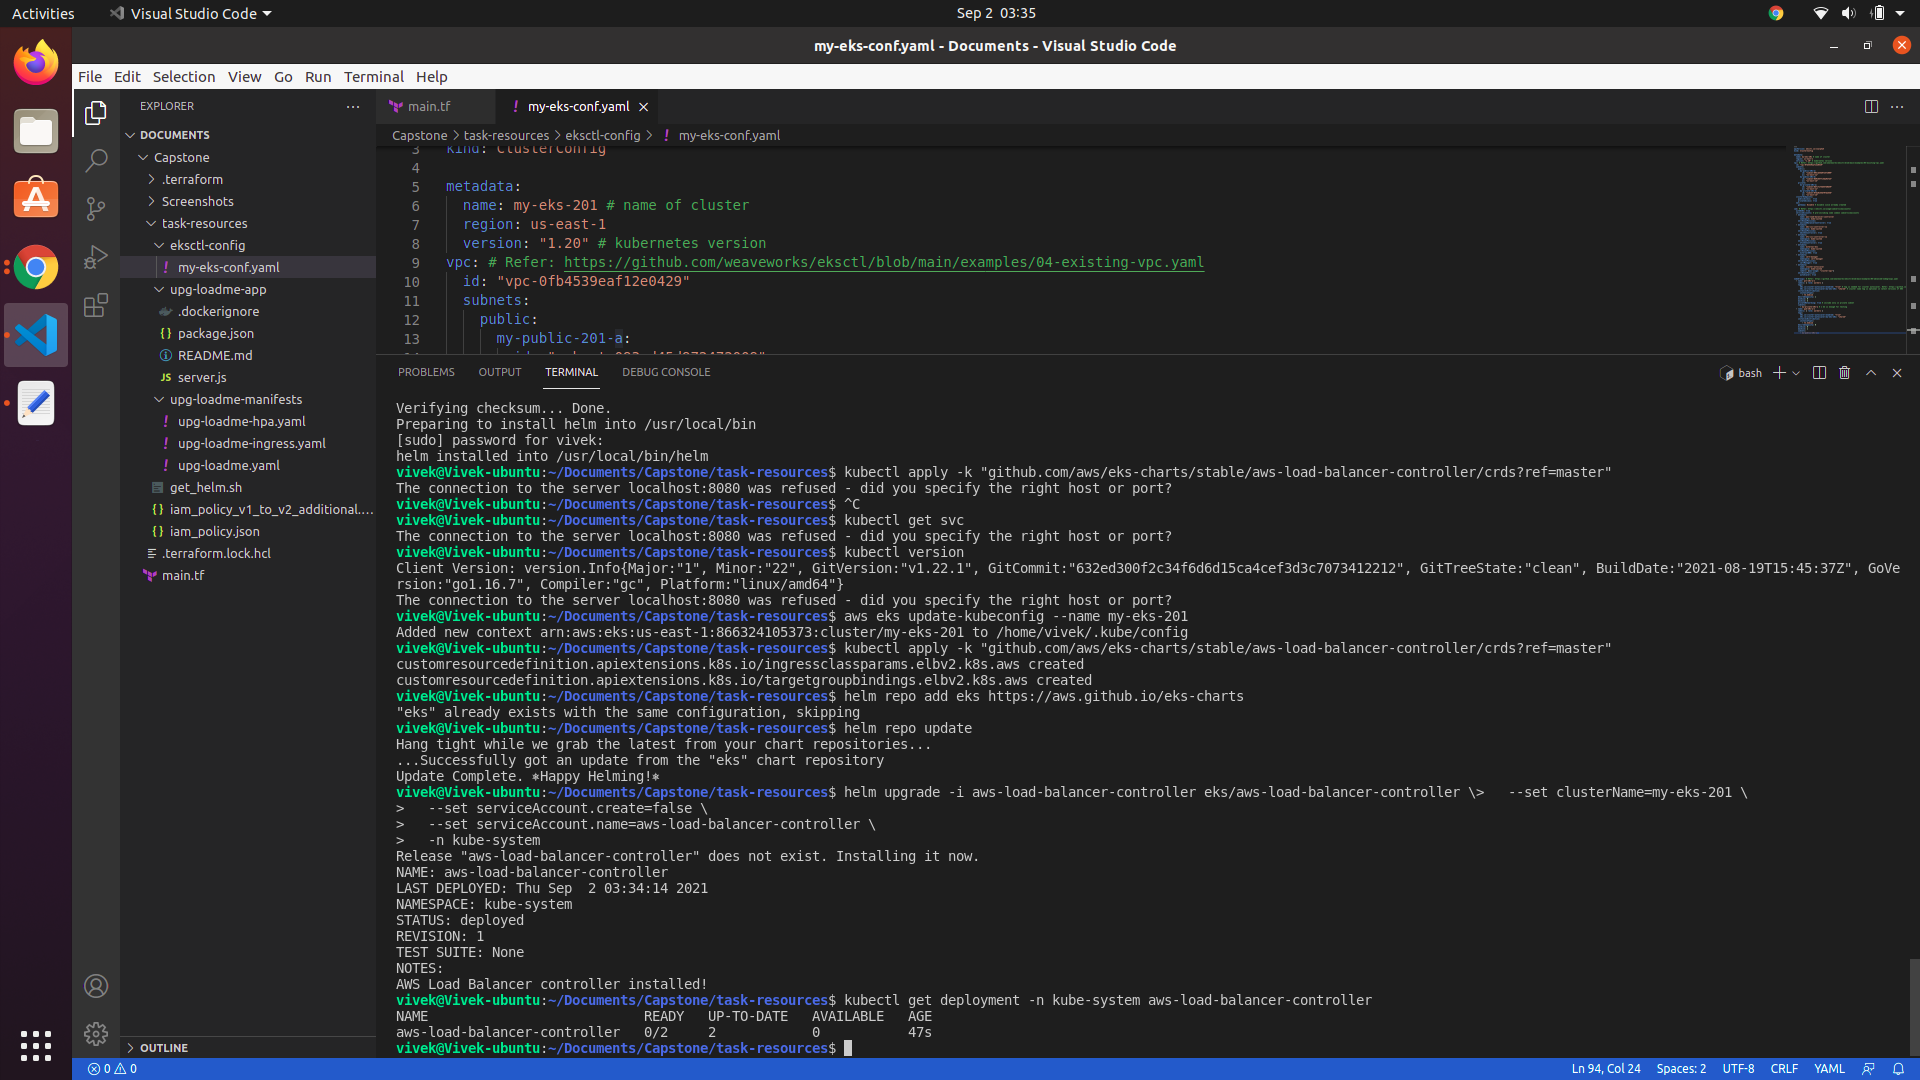 Activities
Visual Studio Code
Sep 2 03:35
my-eks-conf.yaml - Documents - Visual Studio Code
File Edit Selection View Go Run Terminal Help
EXPLORER
DOCUMENTS
Capstone
.terraform
Screenshots
task-resources
eksctl-config
! my-eks-conf.yaml
upg-loadme-app
.dockerignore
{} package.json
README.md
JS server.js
upg-loadme-manifests
! upg-loadme-hpa.yaml
! upg-loadme-ingress.yaml
! upg-loadme.yaml
get_helm.sh
{} iam_policy_v1_to_v2_additional....
{} iam_policy.json
.terraform.lock.hcl
main.tf
OUTLINE
main.tf
! my-eks-conf.yaml
Capstone > task-resources > eksctl-config > ! my-eks-conf.yaml
3 kind: ClusterConfig
4
5 metadata:
6 name: my-eks-201 # name of cluster
7 region: us-east-1
8 version: "1.20" # kubernetes version
9 vpc: # Refer: https://github.com/weaveworks/eksctl/blob/main/examples/04-existing-vpc.yaml
10 id: "vpc-0fb4539eaf12e0429"
11 subnets:
12 public:
13 my-public-201-a:
PROBLEMS OUTPUT TERMINAL DEBUG CONSOLE
bash
Verifying checksum... Done.
Preparing to install helm into /usr/local/bin
[sudo] password for vivek:
helm installed into /usr/local/bin/helm
vivek@Vivek-ubuntu:~/Documents/Capstone/task-resources$ kubectl apply -k "github.com/aws/eks-charts/stable/aws-load-balancer-controller/crds?ref=master"
The connection to the server localhost:8080 was refused - did you specify the right host or port?
vivek@Vivek-ubuntu:~/Documents/Capstone/task-resources$ ^C
vivek@Vivek-ubuntu:~/Documents/Capstone/task-resources$ kubectl get svc
The connection to the server localhost:8080 was refused - did you specify the right host or port?
vivek@Vivek-ubuntu:~/Documents/Capstone/task-resources$ kubectl version
Client Version: version.Info{Major:"1", Minor:"22", GitVersion:"v1.22.1", GitCommit:"632ed300f2c34f6d6d15ca4cef3d3c7073412212", GitTreeState:"clean", BuildDate:"2021-08-19T15:45:37Z", GoVe
rsion:"go1.16.7", Compiler:"gc", Platform:"linux/amd64"}
The connection to the server localhost:8080 was refused - did you specify the right host or port?
vivek@Vivek-ubuntu:~/Documents/Capstone/task-resources$ aws eks update-kubeconfig --name my-eks-201
Added new context arn:aws:eks:us-east-1:866324105373:cluster/my-eks-201 to /home/vivek/.kube/config
vivek@Vivek-ubuntu:~/Documents/Capstone/task-resources$ kubectl apply -k "github.com/aws/eks-charts/stable/aws-load-balancer-controller/crds?ref=master"
customresourcedefinition.apiextensions.k8s.io/ingressclassparams.elbv2.k8s.aws created
customresourcedefinition.apiextensions.k8s.io/targetgroupbindings.elbv2.k8s.aws created
vivek@Vivek-ubuntu:~/Documents/Capstone/task-resources$ helm repo add eks https://aws.github.io/eks-charts
"eks" already exists with the same configuration, skipping
vivek@Vivek-ubuntu:~/Documents/Capstone/task-resources$ helm repo update
Hang tight while we grab the latest from your chart repositories...
...Successfully got an update from the "eks" chart repository
Update Complete. ⎈Happy Helming!⎈
vivek@Vivek-ubuntu:~/Documents/Capstone/task-resources$ helm upgrade -i aws-load-balancer-controller eks/aws-load-balancer-controller \> --set clusterName=my-eks-201 \
> --set serviceAccount.create=false \
> --set serviceAccount.name=aws-load-balancer-controller \
> -n kube-system
Release "aws-load-balancer-controller" does not exist. Installing it now.
NAME: aws-load-balancer-controller
LAST DEPLOYED: Thu Sep 2 03:34:14 2021
NAMESPACE: kube-system
STATUS: deployed
REVISION: 1
TEST SUITE: None
NOTES:
AWS Load Balancer controller installed!
vivek@Vivek-ubuntu:~/Documents/Capstone/task-resources$ kubectl get deployment -n kube-system aws-load-balancer-controller
NAME READY UP-TO-DATE AVAILABLE AGE
aws-load-balancer-controller 0/2 2 0 47s
vivek@Vivek-ubuntu:~/Documents/Capstone/task-resources$
0 0
Ln 94, Col 24 Spaces: 2 UTF-8 CRLF YAML